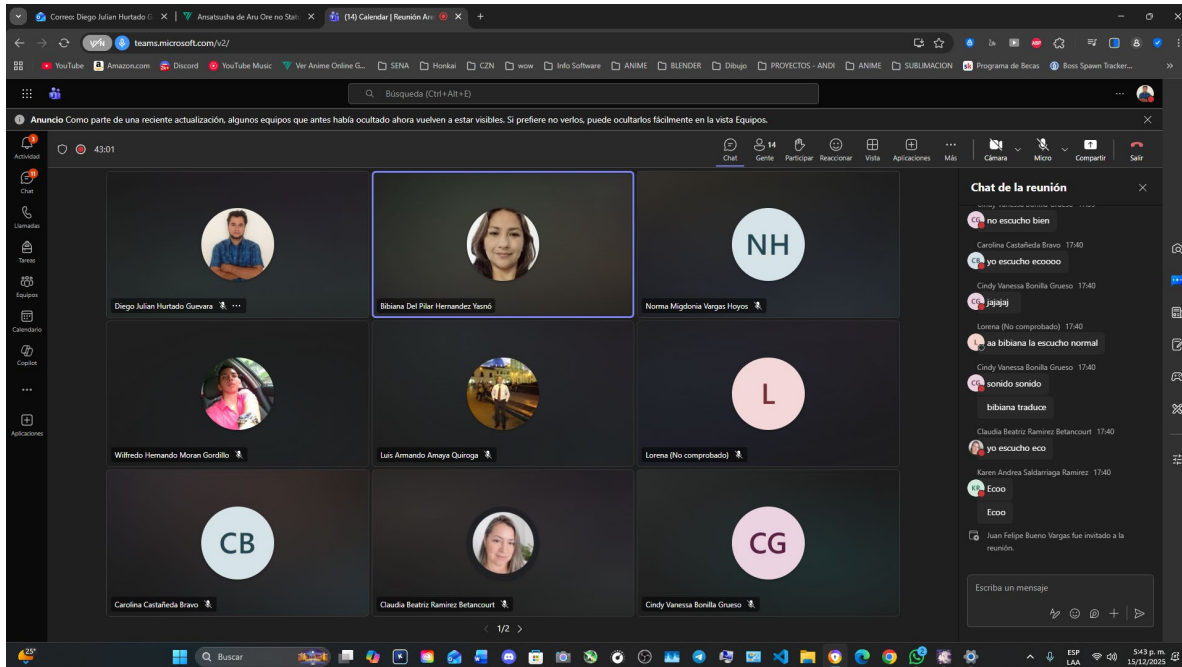 Correo: Diego Julian Hurtado G
Ansatsusha de Aru Ore no Stat
(14) Calendar | Reunión Are
teams.microsoft.com/v2/
YouTube
Amazon.com
Discord
YouTube Music
Ver Anime Online G...
SENA
Honkai
CZN
wow
Info Software
ANIME
BLENDER
Dibujo
PROYECTOS - ANDI
ANIME
SUBLIMACION
Programa de Becas
Boss Spawn Tracker...
Búsqueda (Ctrl+Alt+E)
Anuncio Como parte de una reciente actualización, algunos equipos que antes había ocultado ahora vuelven a estar visibles. Si prefiere no verlos, puede ocultarlos fácilmente en la vista Equipos.
Actividad
Chat
11
Llamadas
Tareas
Equipos
Calendario
Copilot
Aplicaciones
43:01
Chat
14
Gente
Participar
Reaccionar
Vista
Aplicaciones
Más
Cámara
Micro
Compartir
Salir
Diego Julian Hurtado Guevara
Bibiana Del Pilar Hernandez Yasnó
NH
Norma Migdonia Vargas Hoyos
Wilfredo Hernando Moran Gordillo
Luis Armando Amaya Quiroga
L
Lorena (No comprobado)
CB
Carolina Castañeda Bravo
Claudia Beatriz Ramirez Betancourt
CG
Cindy Vanessa Bonilla Grueso
1/2
Chat de la reunión
CG
no escucho bien
Carolina Castañeda Bravo 17:40
CB
yo escucho ecoooo
Cindy Vanessa Bonilla Grueso 17:40
CG
jajajaj
Lorena (No comprobado) 17:40
L
aa bibiana la escucho normal
Cindy Vanessa Bonilla Grueso 17:40
CG
sonido sonido
bibiana traduce
Claudia Beatriz Ramirez Betancourt 17:40
yo escucho eco
Karen Andrea Saldarriaga Ramirez 17:40
KR
Ecoo
Ecoo
Juan Felipe Bueno Vargas fue invitado a la
reunión.
Escriba un mensaje
25°
Buscar
ESP
LAA
5:43 p. m.
5/12/2025